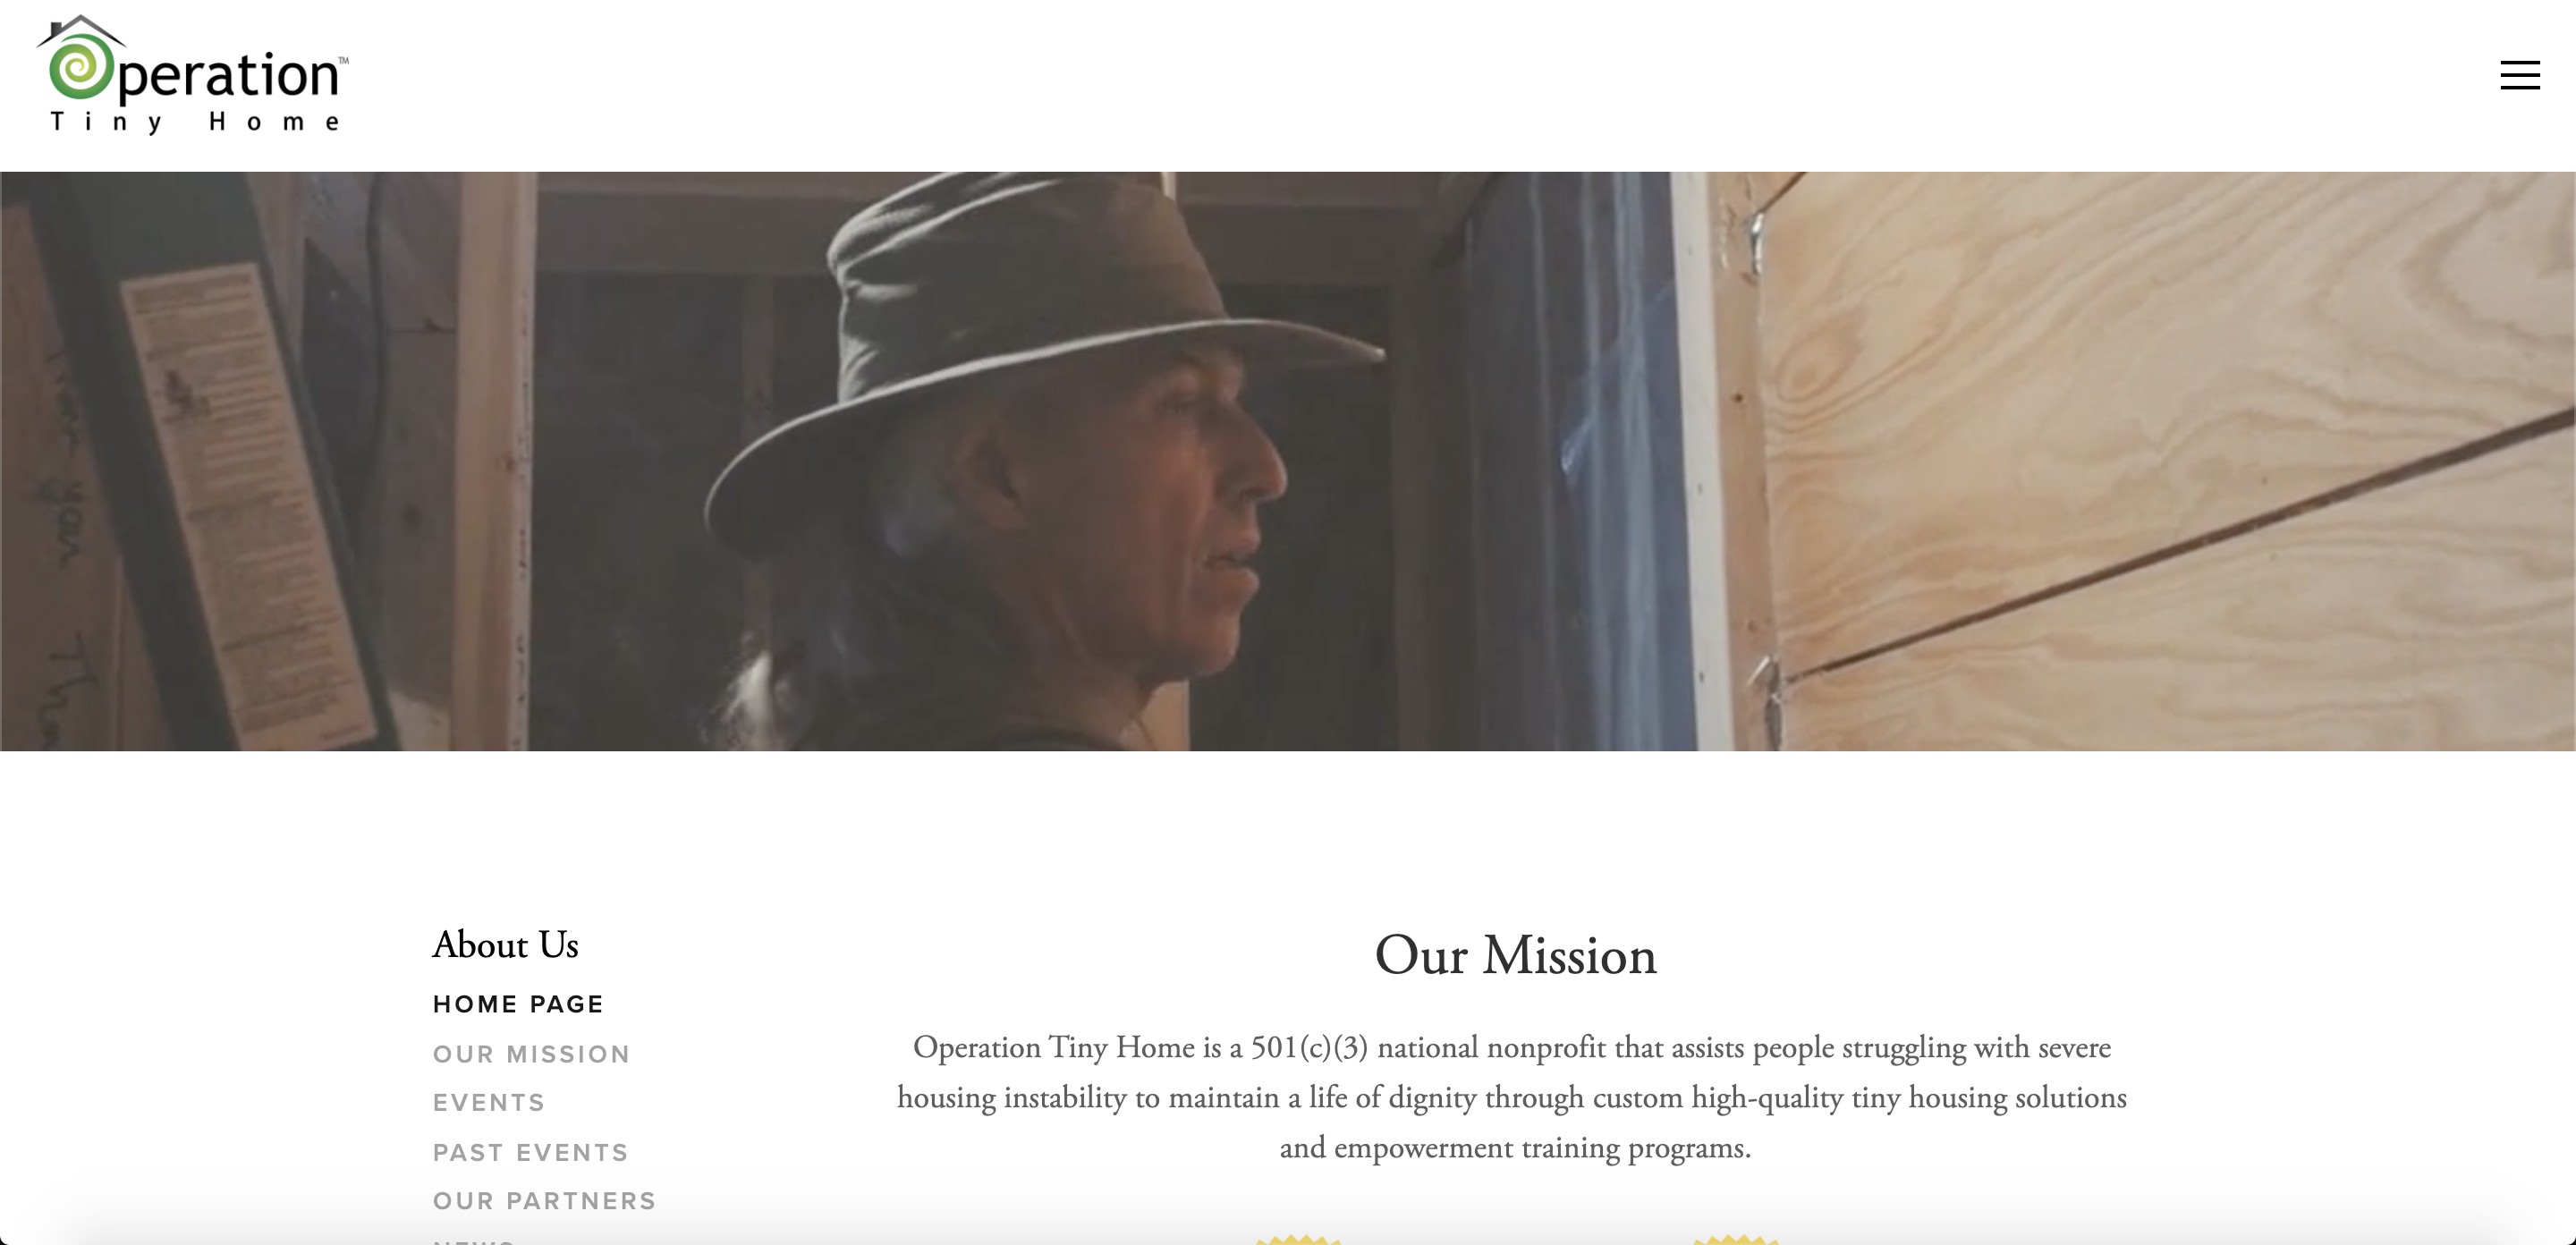 Operation™
Tiny Home
About Us
HOME PAGE
OUR MISSION
EVENTS
PAST EVENTS
OUR PARTNERS
NEWS
Our Mission
Operation Tiny Home is a 501(c)(3) national nonprofit that assists people struggling with severe
housing instability to maintain a life of dignity through custom high-quality tiny housing solutions
and empowerment training programs.